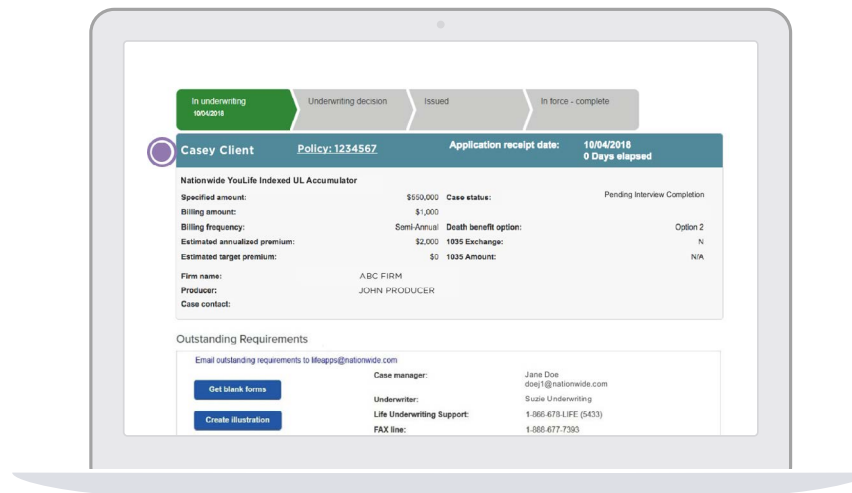 In underwriting Underwriting decision Issued In force - complete
10/04/2018
Casey Client Policy: 1234567 Application receipt date: 10/04/2018
0 Days elapsed
Nationwide YouLife Indexed UL Accumulator
Specified amount: $550,000 Case status: Pending Interview Completion
Billing amount: $1,000
Billing frequency: Semi-Annual Death benefit option: Option 2
Estimated annualized premium: $2,000 1035 Exchange: N
Estimated target premium: $0 1035 Amount: N/A
Firm name: ABC FIRM
Producer: JOHN PRODUCER
Case contact:
Outstanding Requirements
Email outstanding requirements to lifeapps@nationwide.com
Case manager: Jane Doe
doej1@nationwide.com
Get blank forms
Underwriter: Suzie Underwriting
Life Underwriting Support: 1-866-678-LIFE (5433)
Create illustration
FAX line: 1-888-677-7393